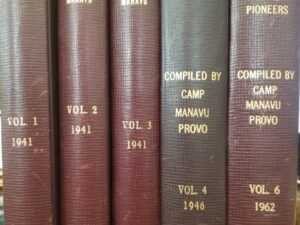 MANAVU
VOL. 1
1941
MANAVU
VOL. 2
1941
MANAVU
VOL. 3
1941
COMPILED BY
CAMP
MANAVU
PROVO
VOL. 4
1946
PIONEERS
COMPILED BY
CAMP
MANAVU
PROVO
VOL. 6
1962